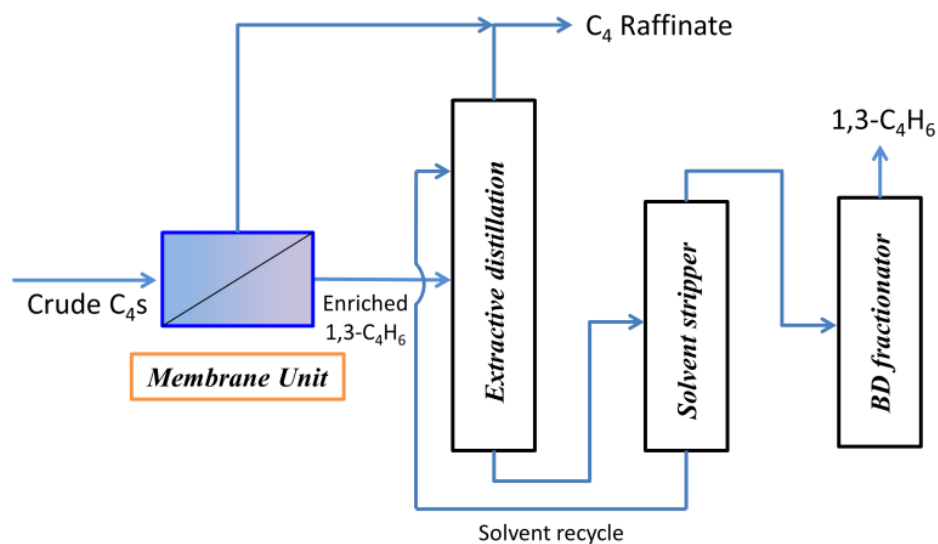 C₄ Raffinate
1,3-C₄H₆
Crude C₄s
Enriched
1,3-C₄H₆
Membrane Unit
Extractive distillation
Solvent stripper
BD fractionator
Solvent recycle